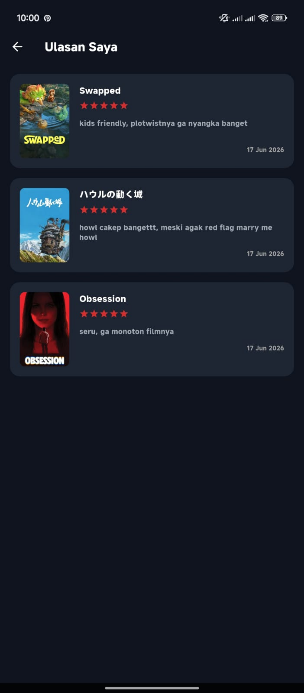 10:00
Ulasan Saya
Swapped
kids friendly, plotwistnya ga nyangka banget
17 Jun 2026
SWAPPED
ハウルの動く城
ハウルの動く城
howl cakep bangettt, meski agak red flag marry me
howl
17 Jun 2026
Obsession
seru, ga monoton filmnya
17 Jun 2026
OBSESSION